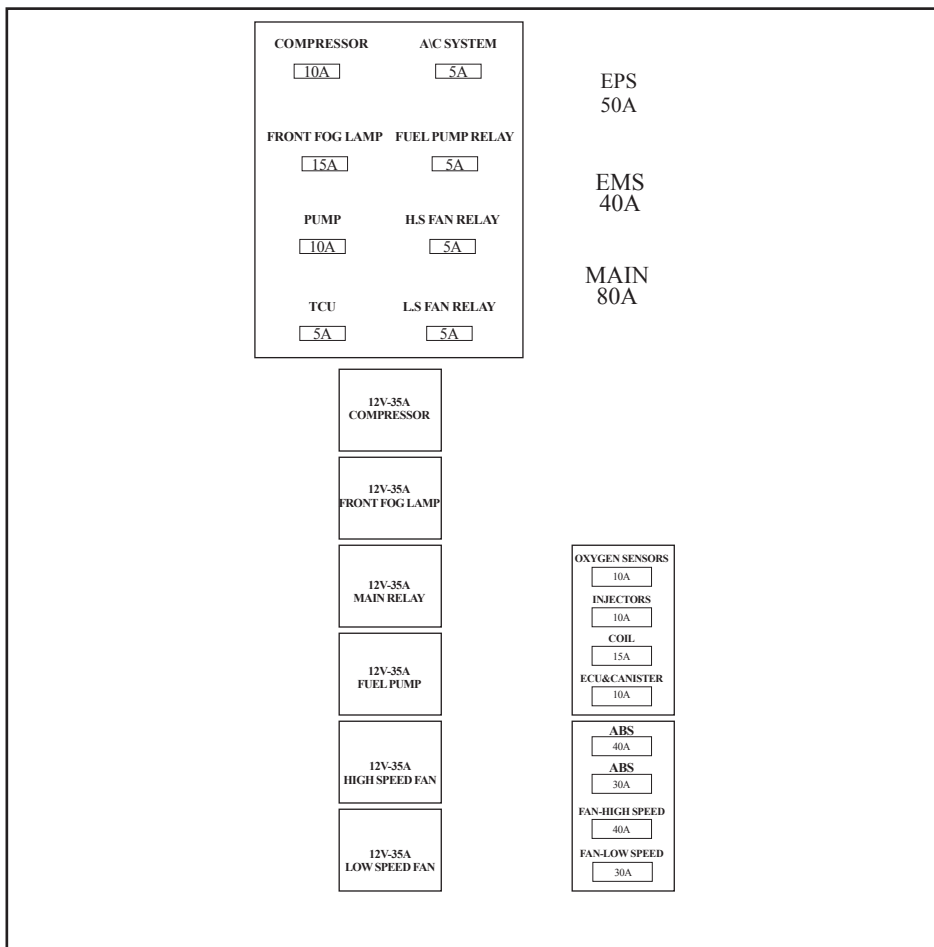 COMPRESSOR A\C SYSTEM
10A 5A
FRONT FOG LAMP FUEL PUMP RELAY
15A 5A
PUMP H.S FAN RELAY
10A 5A
TCU L.S FAN RELAY
5A 5A
EPS
50A
EMS
40A
MAIN
80A
12V-35A
COMPRESSOR
12V-35A
FRONT FOG LAMP
12V-35A
MAIN RELAY
12V-35A
FUEL PUMP
12V-35A
HIGH SPEED FAN
12V-35A
LOW SPEED FAN
OXYGEN SENSORS
10A
INJECTORS
10A
COIL
15A
ECU&CANISTER
10A
ABS
40A
ABS
30A
FAN-HIGH SPEED
40A
FAN-LOW SPEED
30A